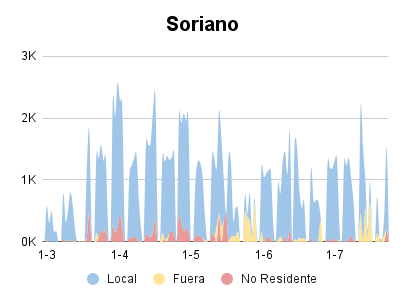 Soriano
3K
2K
1K
0K
1-3 1-4 1-5 1-6 1-7
Local Fuera No Residente